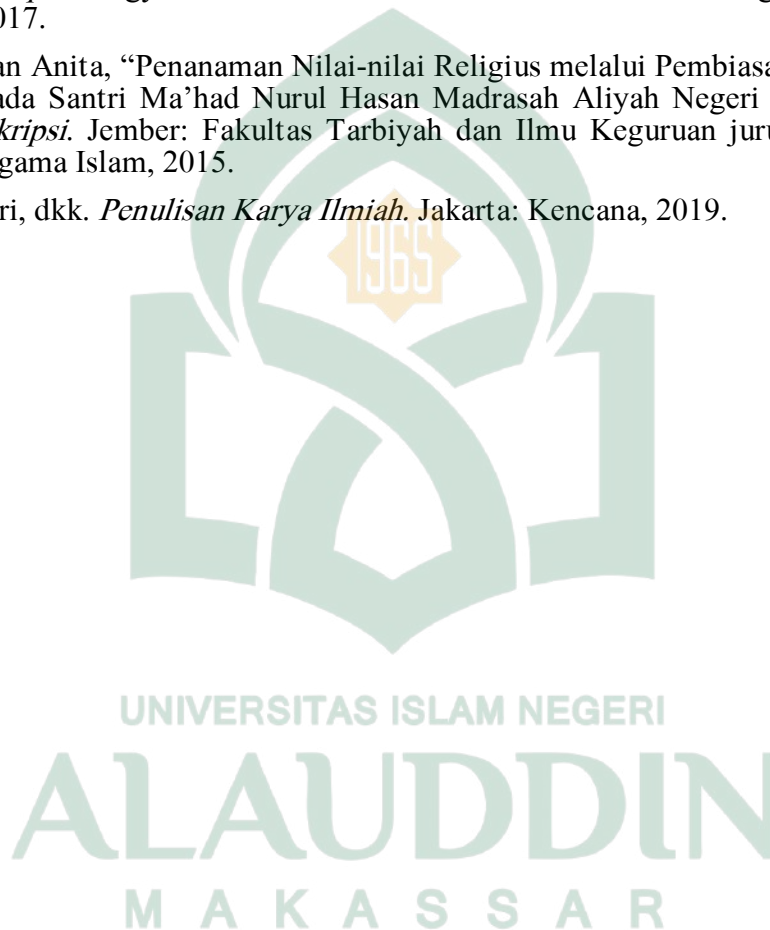 2017.
an Anita, “Penanaman Nilai-nilai Religius melalui Pembiasa
ada Santri Ma’had Nurul Hasan Madrasah Aliyah Negeri
kripsi. Jember: Fakultas Tarbiyah dan Ilmu Keguruan juru
gama Islam, 2015.
ri, dkk. Penulisan Karya Ilmiah. Jakarta: Kencana, 2019.
1965
UNIVERSITAS ISLAM NEGERI
ALAUDDIN
MAKASSAR